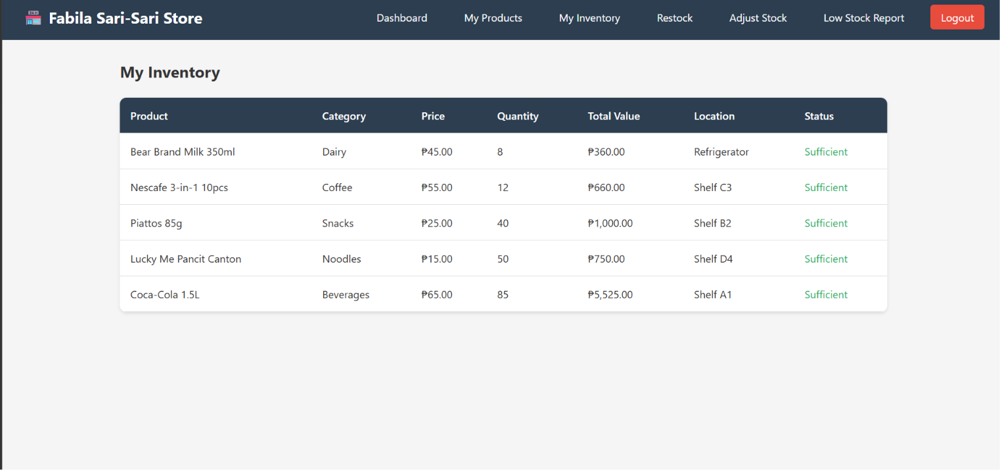 24H Fabila Sari-Sari Store Dashboard My Products My Inventory Restock Adjust Stock Low Stock Report Logout
My Inventory
Product Category Price Quantity Total Value Location Status
Bear Brand Milk 350ml Dairy ₱45.00 8 ₱360.00 Refrigerator Sufficient
Nescafe 3-in-1 10pcs Coffee ₱55.00 12 ₱660.00 Shelf C3 Sufficient
Piattos 85g Snacks ₱25.00 40 ₱1,000.00 Shelf B2 Sufficient
Lucky Me Pancit Canton Noodles ₱15.00 50 ₱750.00 Shelf D4 Sufficient
Coca-Cola 1.5L Beverages ₱65.00 85 ₱5,525.00 Shelf A1 Sufficient